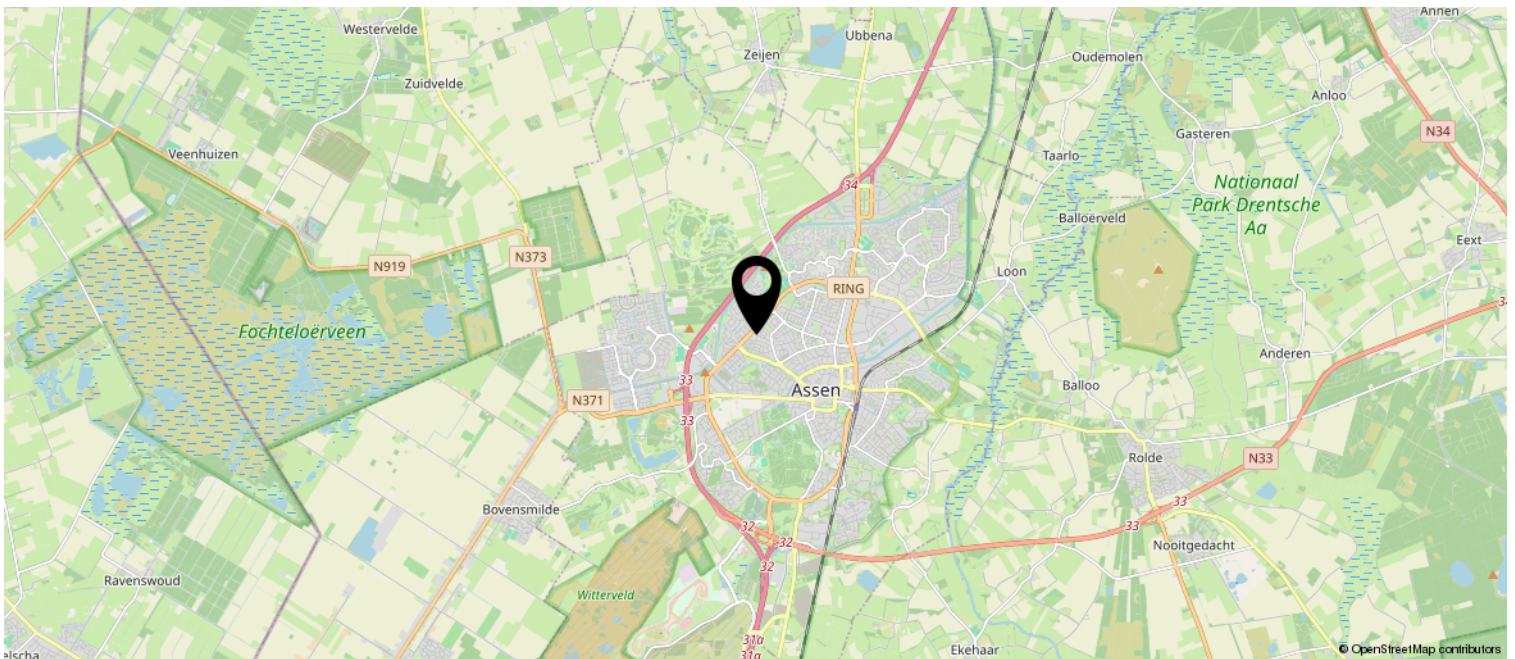 Annen
Westervelde
Ubbena
Zeijen
Oudemolen
Zuidvelde
Anloo
N34
Gasteren
Veenhuizen
Taarlo
34
Nationaal
Park Drentsche
Aa
Balloërveld
Eext
N373
N919
Loon
RING
Fochteloërveen
Anderen
33
Balloo
Assen
N371
33
Rolde
N33
33
Bovensmilde
32
33
32
Nooitgedacht
32
Ravenswoud
Witterveld
31a
Ekehaar
31a
elscha
© OpenStreetMap contributors